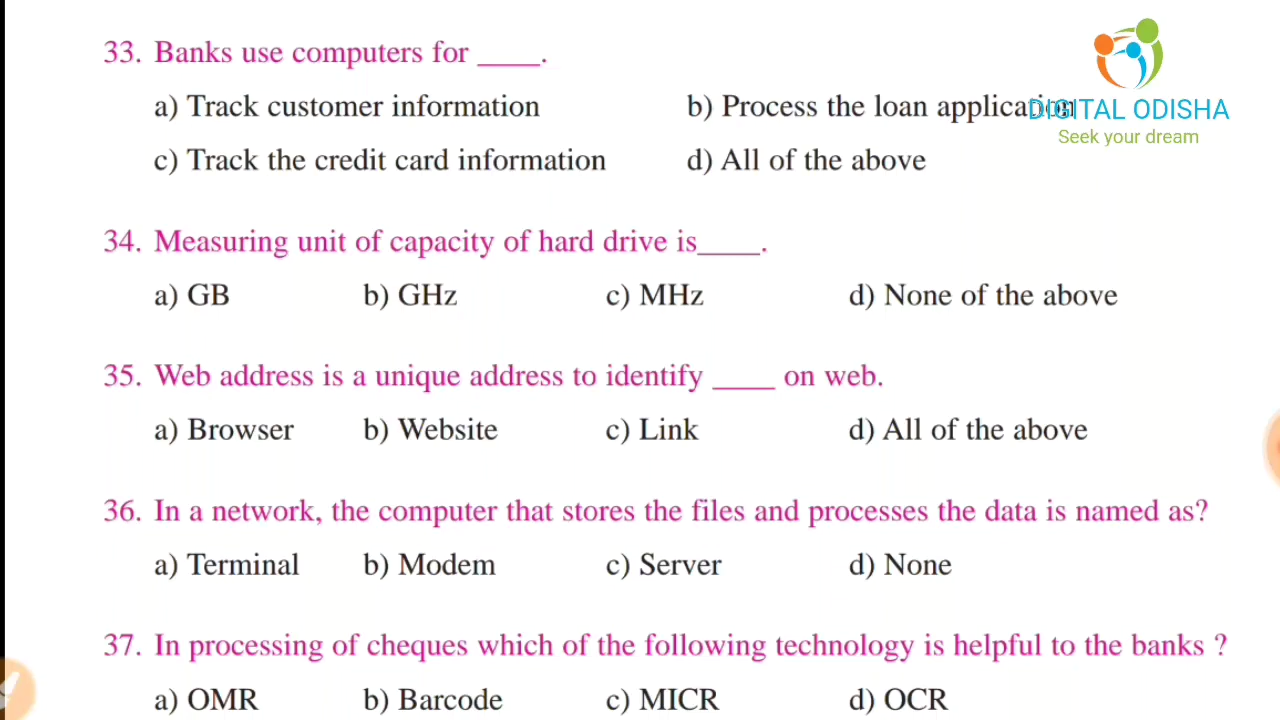 33. Banks use computers for ____.
a) Track customer information b) Process the loan application
DIGITAL ODISHA
Seek your dream
c) Track the credit card information d) All of the above
34. Measuring unit of capacity of hard drive is____.
a) GB b) GHz c) MHz d) None of the above
35. Web address is a unique address to identify ____ on web.
a) Browser b) Website c) Link d) All of the above
36. In a network, the computer that stores the files and processes the data is named as?
a) Terminal b) Modem c) Server d) None
37. In processing of cheques which of the following technology is helpful to the banks ?
a) OMR b) Barcode c) MICR d) OCR